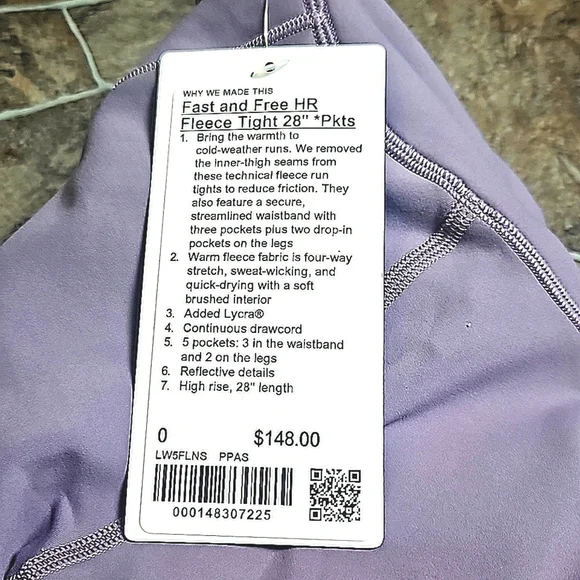 WHY WE MADE THIS
Fast and Free HR
Fleece Tight 28" *Pkts
1. Bring the warmth to
cold-weather runs. We removed
the inner-thigh seams from
these technical fleece run
tights to reduce friction. They
also feature a secure,
streamlined waistband with
three pockets plus two drop-in
pockets on the legs
2. Warm fleece fabric is four-way
stretch, sweat-wicking, and
quick-drying with a soft
brushed interior
3. Added Lycra®
4. Continuous drawcord
5. 5 pockets: 3 in the waistband
and 2 on the legs
6. Reflective details
7. High rise, 28" length
0 $148.00
LW5FLNS PPAS
000148307225